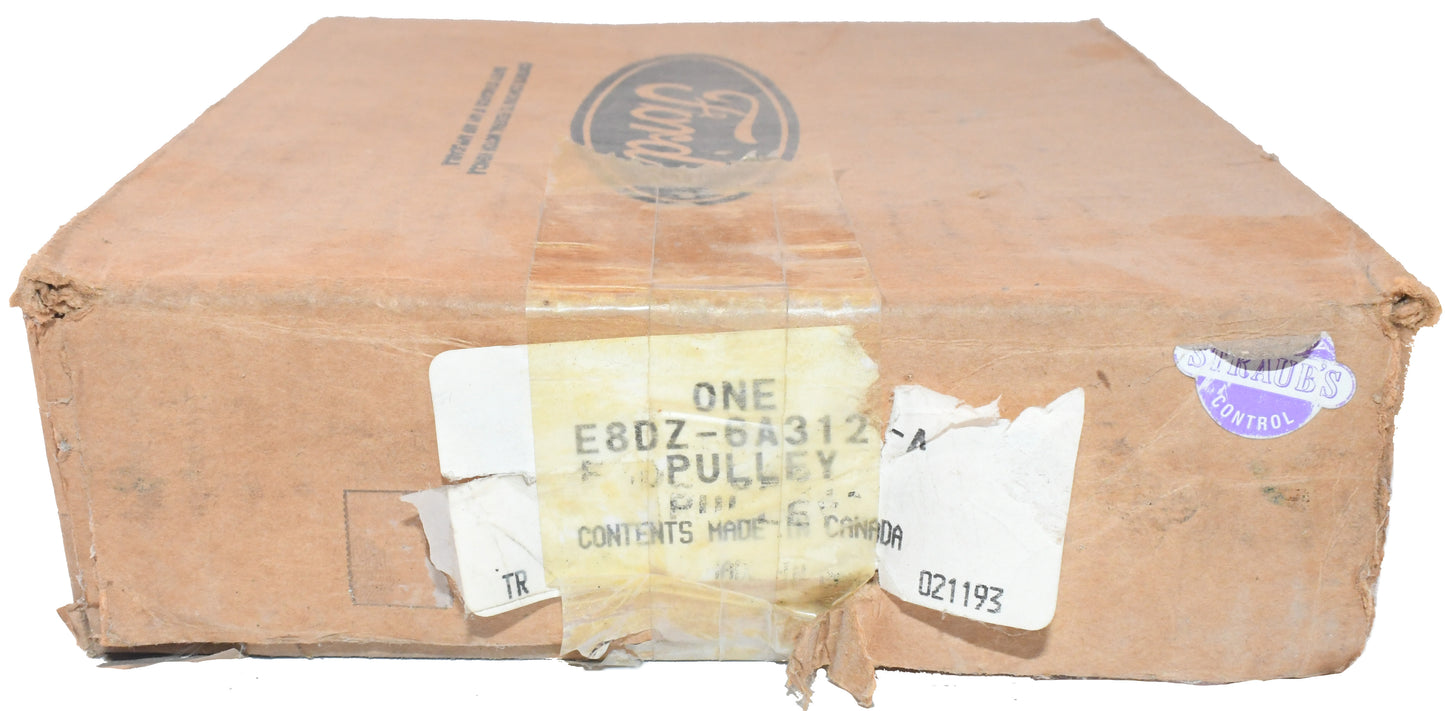 Ford
ONE
E8DZ-6A312-A
PULLEY
CONTENTS MADE IN CANADA
TR
021193
STRAUB'S
CONTROL